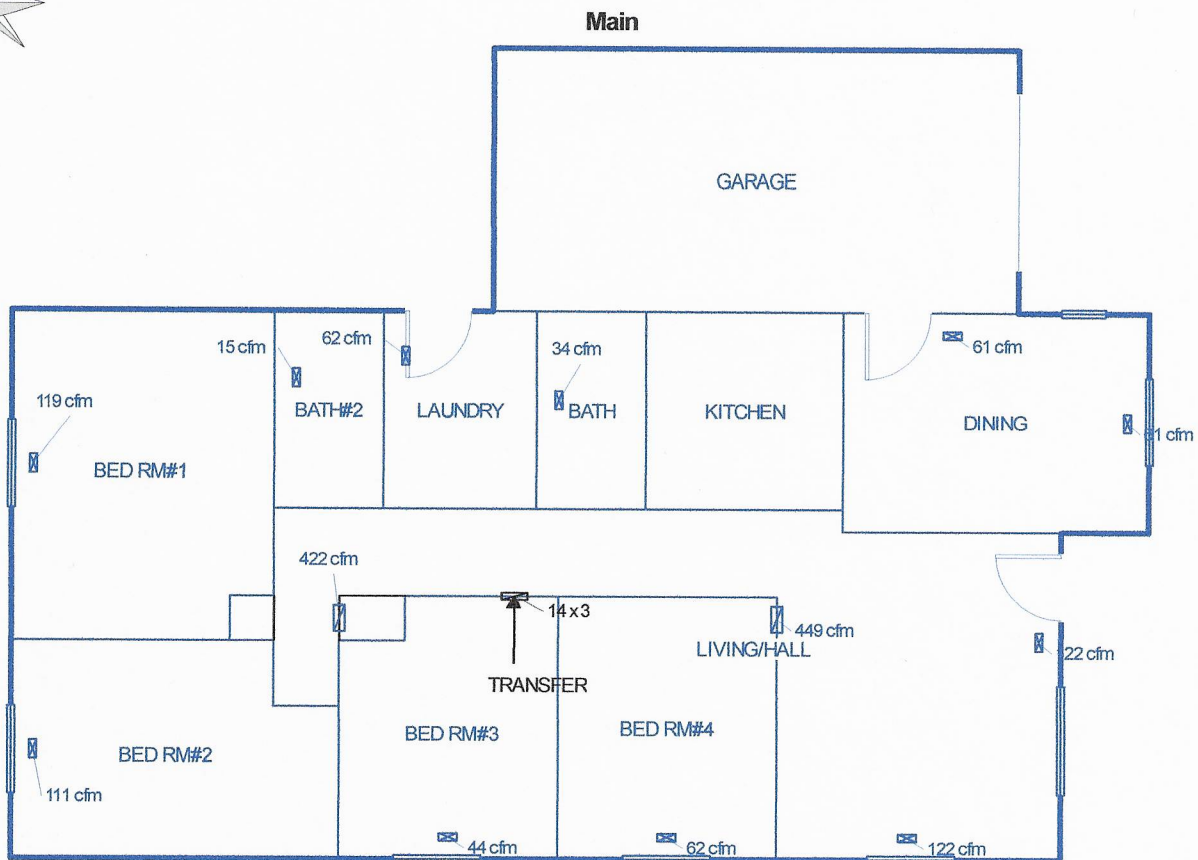 Main
GARAGE
15 cfm
62 cfm
34 cfm
61 cfm
119 cfm
BATH#2
LAUNDRY
BATH
KITCHEN
DINING
1 cfm
BED RM#1
422 cfm
14 x 3
449 cfm
LIVING/HALL
22 cfm
TRANSFER
BED RM#3
BED RM#4
BED RM#2
111 cfm
44 cfm
62 cfm
122 cfm